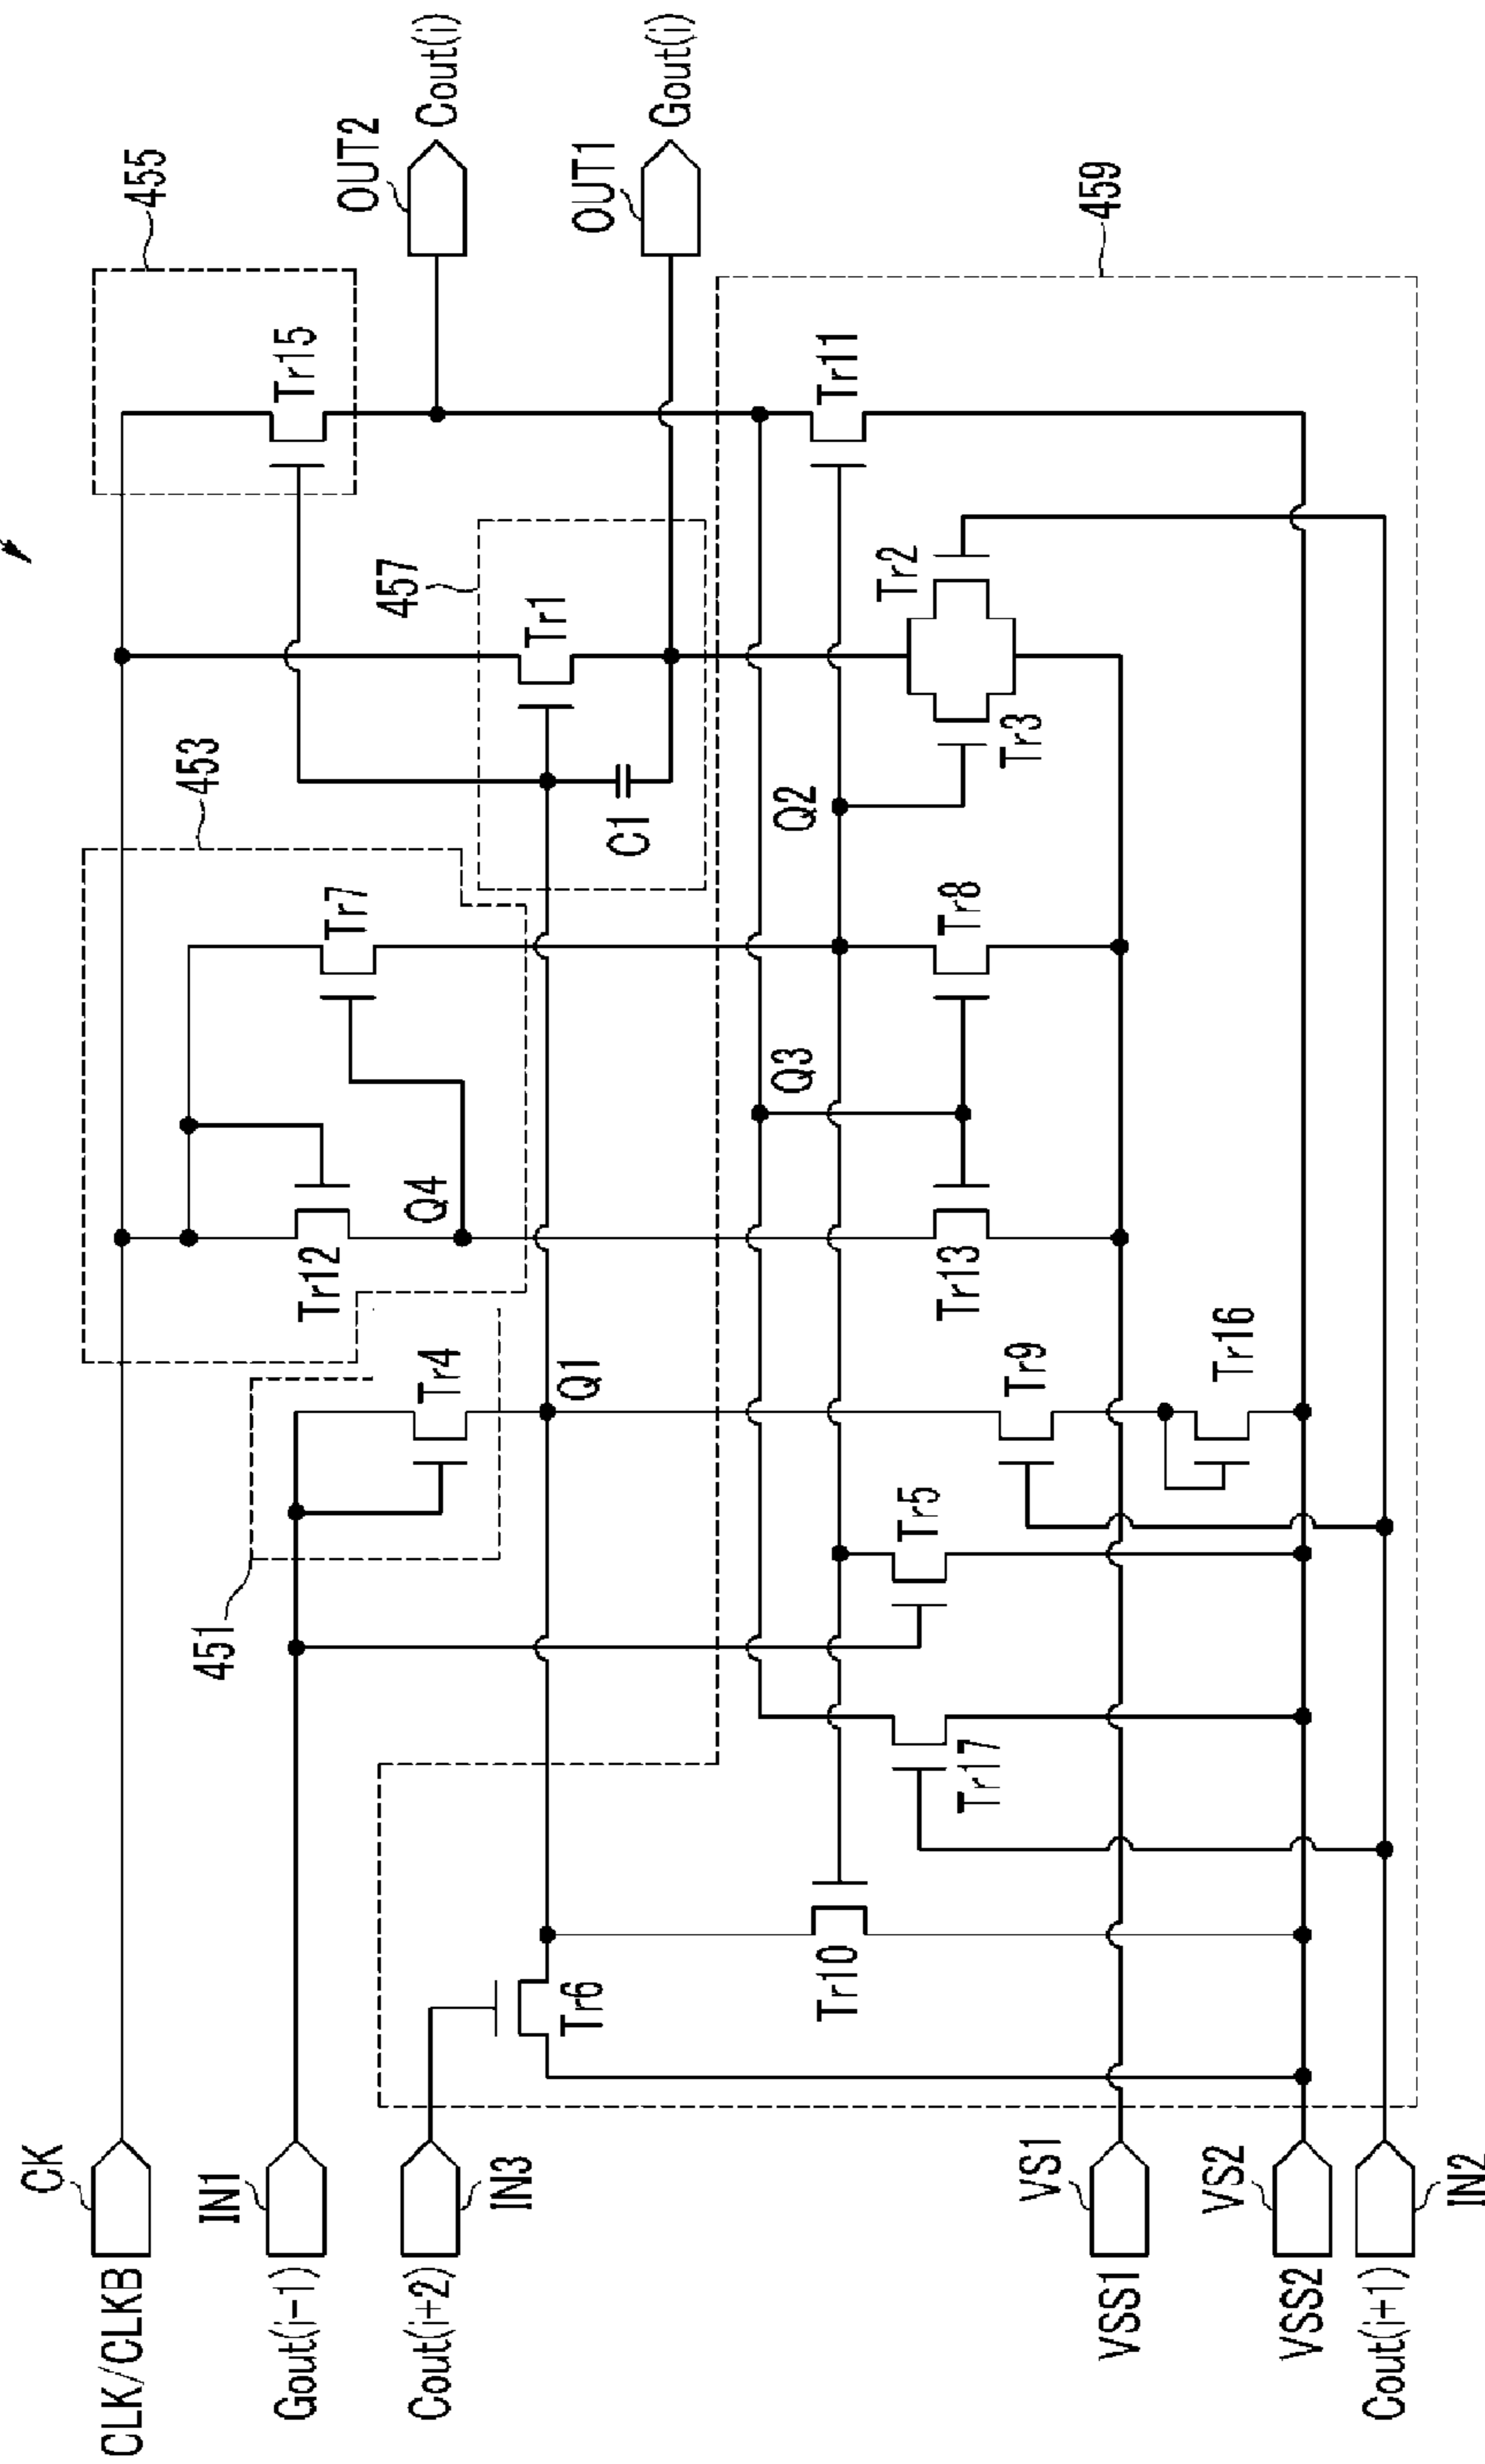 455
OUT2
Cout(i)
Tr15
OUT1
Gout(i)
457
Tr1
C1
453
Tr7
Tr12
Q4
451
Tr4
Q1
459
Tr11
Tr2
Tr3
Q2
Tr8
Q3
Tr13
Tr9
Tr16
Tr5
Tr17
Tr10
Tr6
CK
CLK/CLKB
IN1
Gout(i-1)
IN3
Cout(i+2)
VS1
VSS1
VS2
VSS2
IN2
Cout(i+1)